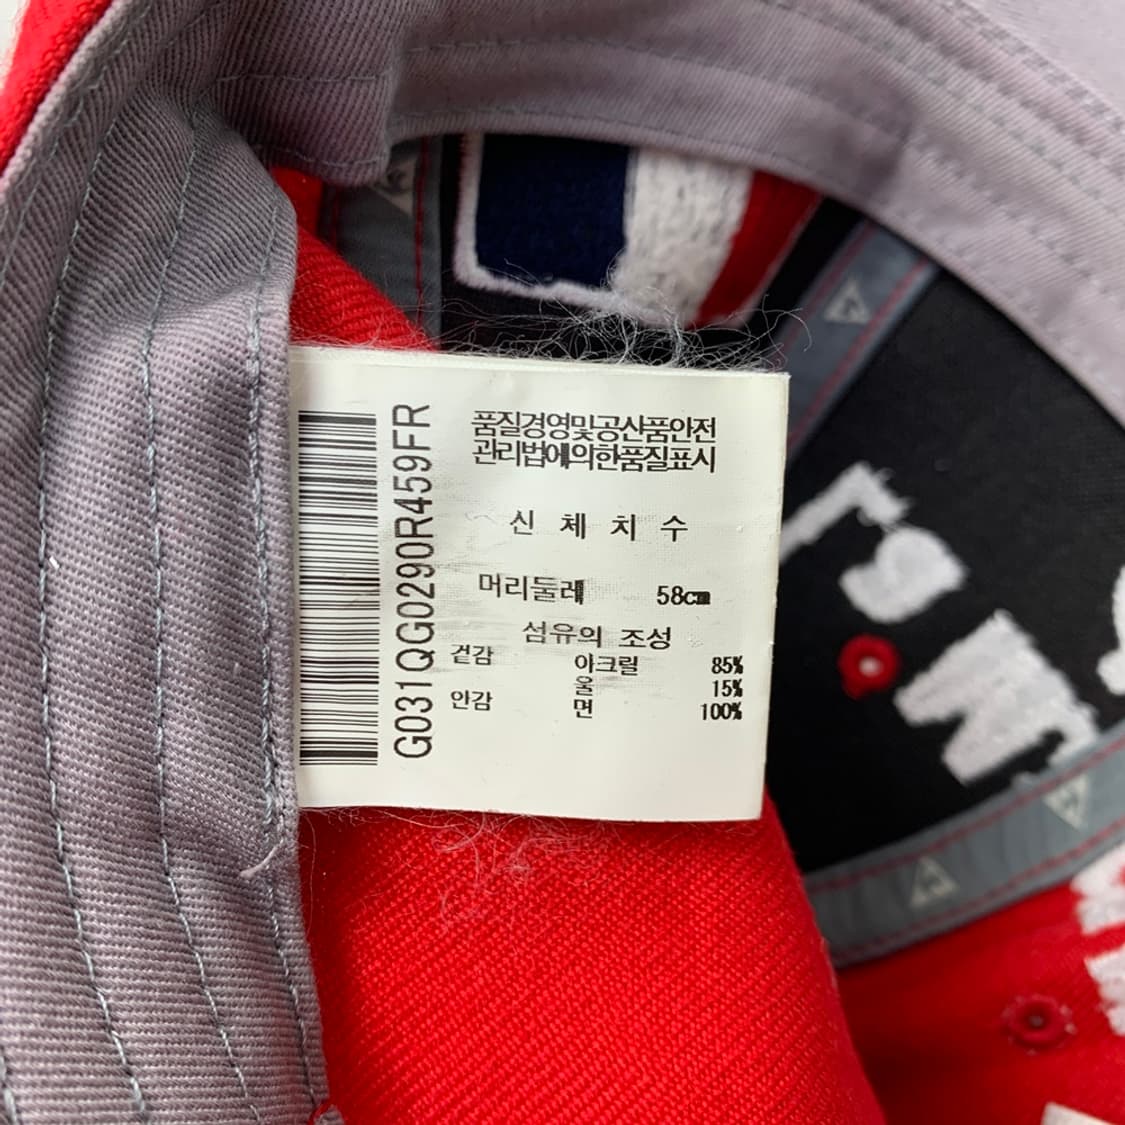 품질경영및공산품안전
관리법에의한품질표시
신 체 치 수
머리둘레 58cm
섬유의 조성
겉감 아크릴 85%
울 15%
안감 면 100%
G031QG0290R459FR